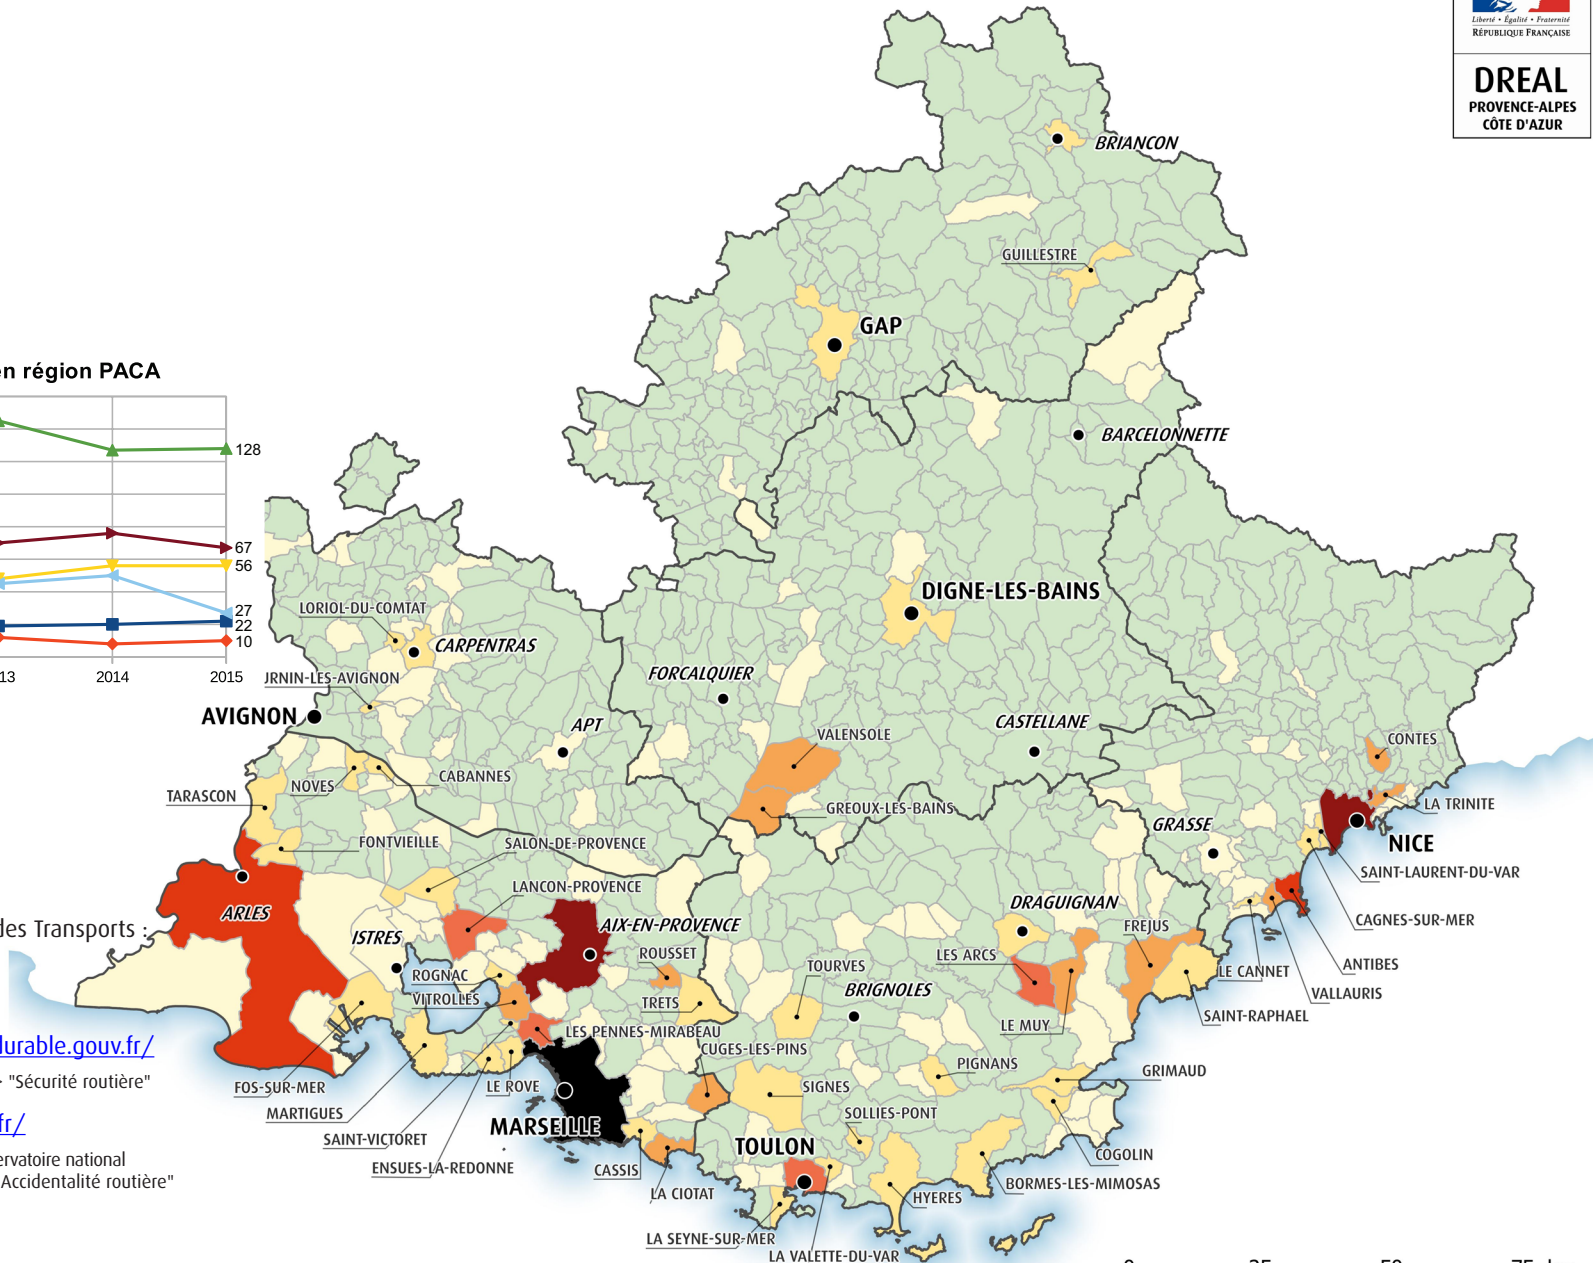 Liberté • Égalité • Fraternité
RÉPUBLIQUE FRANÇAISE
DREAL
PROVENCE-ALPES
CÔTE D'AZUR
BRIANCON
GUILLESTRE
GAP
en région PACA
128
67
56
27
22
10
13
2014
2015
BARCELONNETTE
DIGNE-LES-BAINS
LORIOL-DU-COMTAT
CARPENTRAS
FORCALQUIER
URNIN-LES-AVIGNON
AVIGNON
APT
CASTELLANE
VALENSOLE
CONTES
NOVES
CABANNES
TARASCON
GREOUX-LES-BAINS
LA TRINITE
GRASSE
NICE
FONTVIEILLE
SALON-DE-PROVENCE
SAINT-LAURENT-DU-VAR
LANCON-PROVENCE
DRAGUIGNAN
ARLES
CAGNES-SUR-MER
des Transports :
ISTRES
AIX-EN-PROVENCE
FREJUS
ROUSSET
LES ARCS
ANTIBES
ROGNAC
TOURVES
LE CANNET
VITROLLES
TRETS
BRIGNOLES
VALLAURIS
SAINT-RAPHAEL
LES PENNES-MIRABEAU
LE MUY
durable.gouv.fr/
CUGES-LES-PINS
PIGNANS
GRIMAUD
> "Sécurité routière"
FOS-SUR-MER
LE ROVE
SIGNES
MARTIGUES
SOLLIES-PONT
fr/
MARSEILLE
SAINT-VICTORET
TOULON
COGOLIN
ervatoire national
ENSUES-LA-REDONNE
CASSIS
BORMES-LES-MIMOSAS
Accidentalité routière"
LA CIOTAT
HYERES
LA SEYNE-SUR-MER
LA VALETTE-DU-VAR